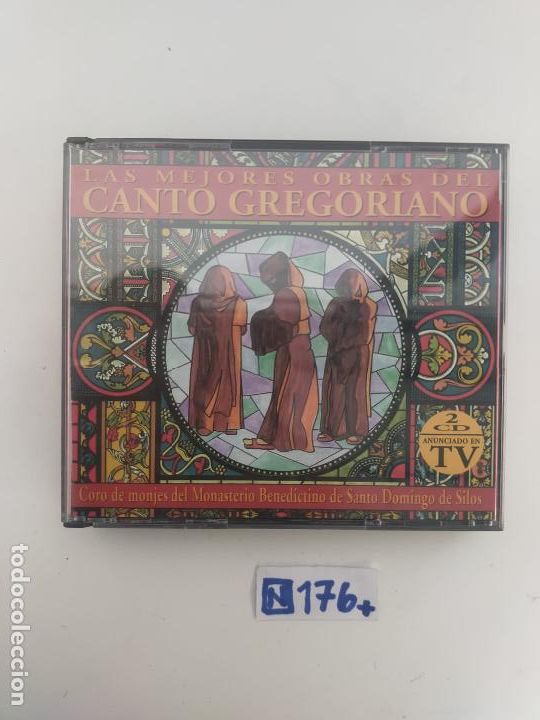 LAS MEJORES OBRAS DEL
CANTO GREGORIANO
2
CD
ANUNCIADO EN
TV
Coro de monjes del Monasterio Benedictino de Santo Domingo de Silos
N 176+
todocoleccion